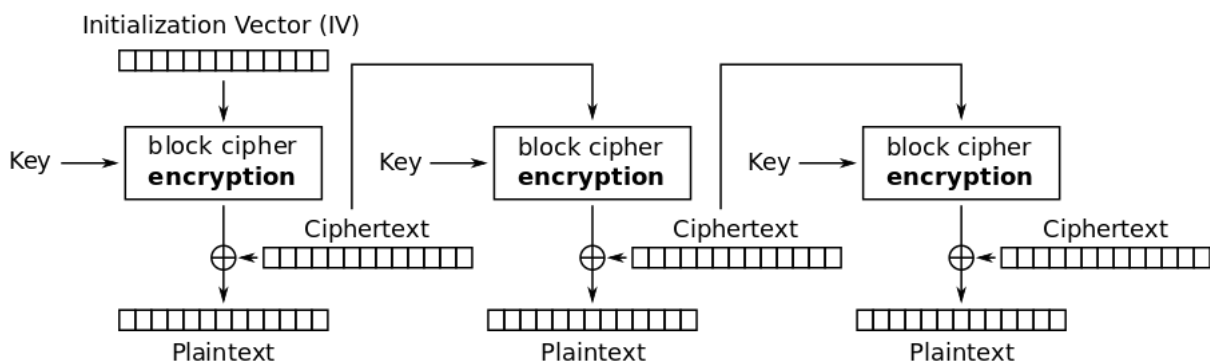 Initialization Vector (IV)
Key
block cipher
encryption
Ciphertext
Plaintext
Key
block cipher
encryption
Ciphertext
Plaintext
Key
block cipher
encryption
Ciphertext
Plaintext